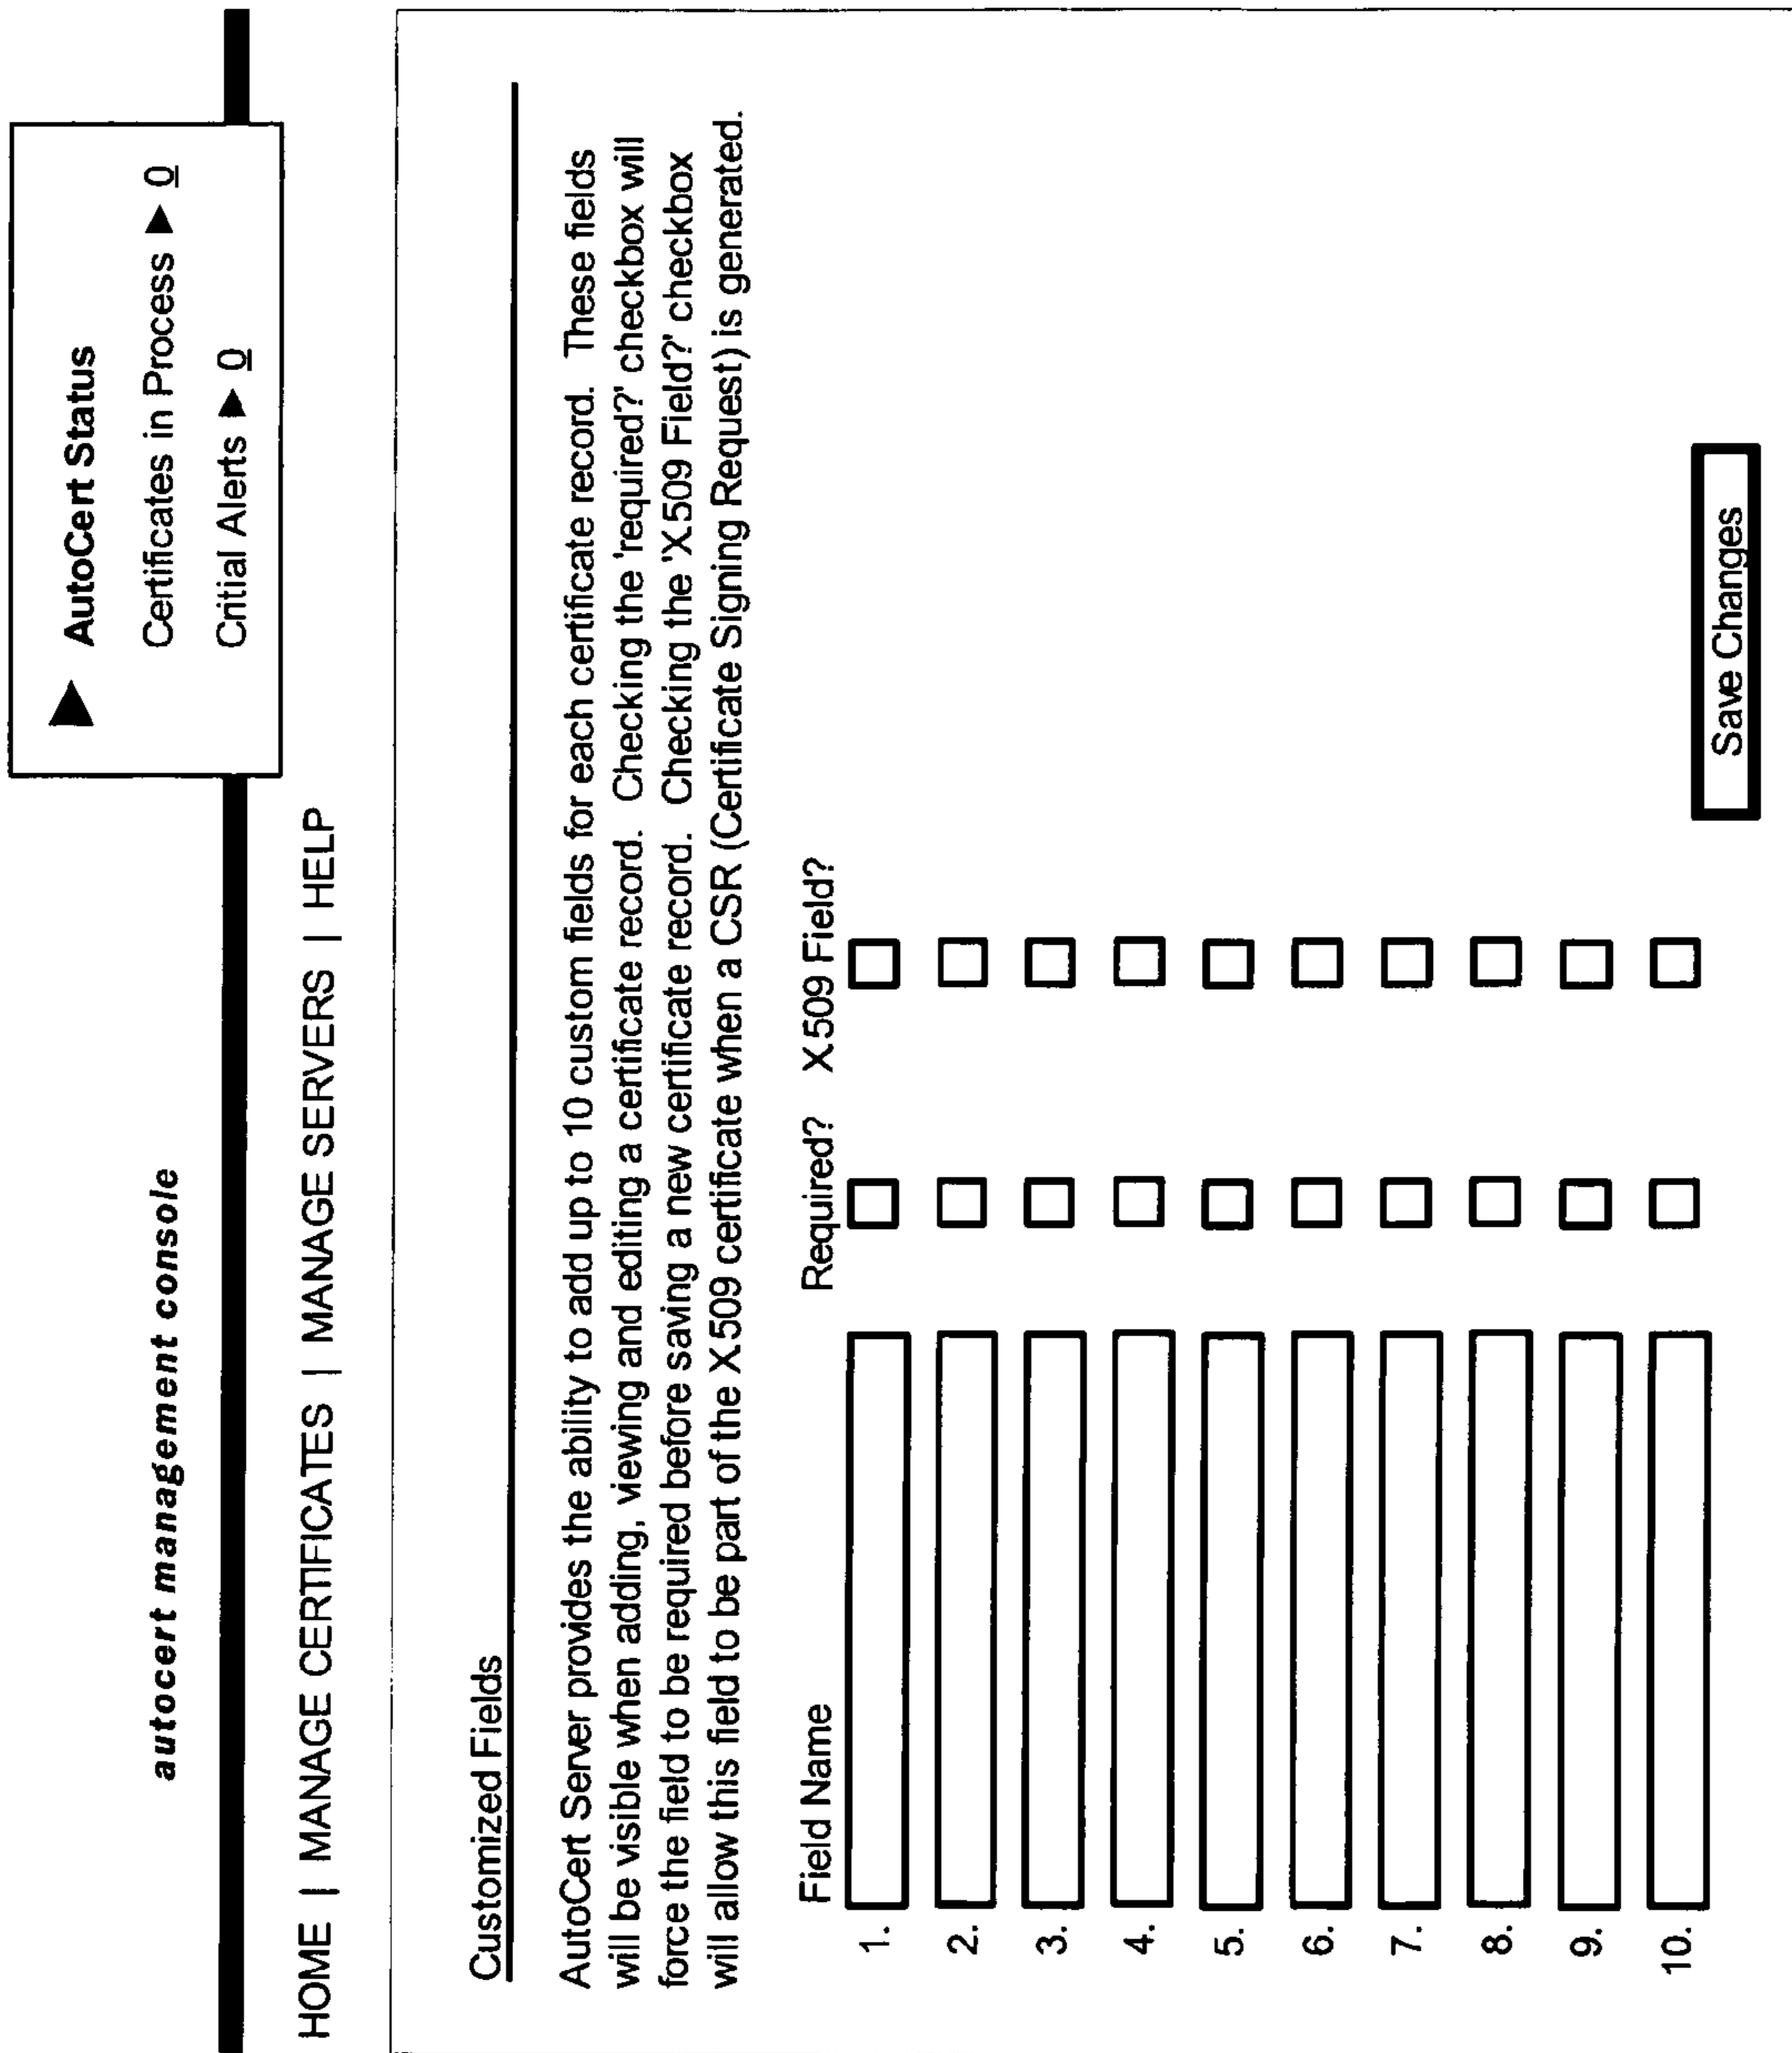 autocert management console
AutoCert Status
Certificates in Process ▶ 0
Critial Alerts ▶ 0
HOME | MANAGE CERTIFICATES | MANAGE SERVERS | HELP
Customized Fields
AutoCert Server provides the ability to add up to 10 custom fields for each certificate record. These fields
will be visible when adding, viewing and editing a certificate record. Checking the 'required?' checkbox will
force the field to be required before saving a new certificate record. Checking the 'X.509 Field?' checkbox
will allow this field to be part of the X.509 certificate when a CSR (Certificate Signing Request) is generated.
Field Name Required? X.509 Field?
1.
2.
3.
4.
5.
6.
7.
8.
9.
10.
Save Changes